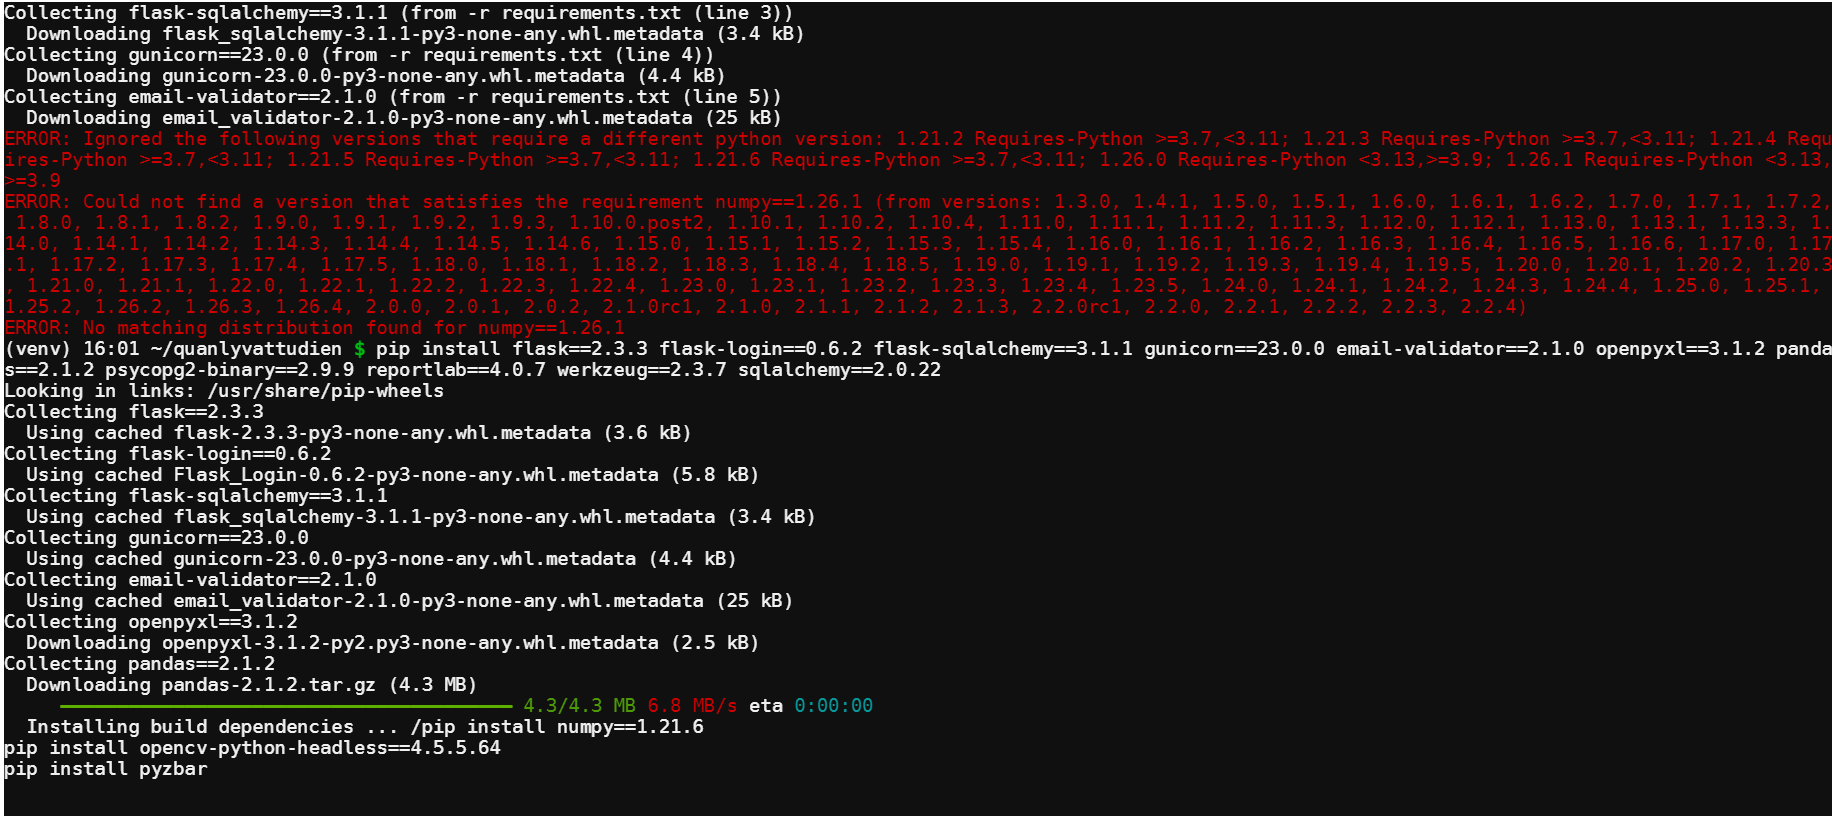 Collecting flask-sqlalchemy==3.1.1 (from -r requirements.txt (line 3))
  Downloading flask_sqlalchemy-3.1.1-py3-none-any.whl.metadata (3.4 kB)
Collecting gunicorn==23.0.0 (from -r requirements.txt (line 4))
  Downloading gunicorn-23.0.0-py3-none-any.whl.metadata (4.4 kB)
Collecting email-validator==2.1.0 (from -r requirements.txt (line 5))
  Downloading email_validator-2.1.0-py3-none-any.whl.metadata (25 kB)
ERROR: Ignored the following versions that require a different python version: 1.21.2 Requires-Python >=3.7,<3.11; 1.21.3 Requires-Python >=3.7,<3.11; 1.21.4 Requ
ires-Python >=3.7,<3.11; 1.21.5 Requires-Python >=3.7,<3.11; 1.21.6 Requires-Python >=3.7,<3.11; 1.26.0 Requires-Python <3.13,>=3.9; 1.26.1 Requires-Python <3.13,
>=3.9
ERROR: Could not find a version that satisfies the requirement numpy==1.26.1 (from versions: 1.3.0, 1.4.1, 1.5.0, 1.5.1, 1.6.0, 1.6.1, 1.6.2, 1.7.0, 1.7.1, 1.7.2,
 1.8.0, 1.8.1, 1.8.2, 1.9.0, 1.9.1, 1.9.2, 1.9.3, 1.10.0.post2, 1.10.1, 1.10.2, 1.10.4, 1.11.0, 1.11.1, 1.11.2, 1.11.3, 1.12.0, 1.12.1, 1.13.0, 1.13.1, 1.13.3, 1.
14.0, 1.14.1, 1.14.2, 1.14.3, 1.14.4, 1.14.5, 1.14.6, 1.15.0, 1.15.1, 1.15.2, 1.15.3, 1.15.4, 1.16.0, 1.16.1, 1.16.2, 1.16.3, 1.16.4, 1.16.5, 1.16.6, 1.17.0, 1.17
.1, 1.17.2, 1.17.3, 1.17.4, 1.17.5, 1.18.0, 1.18.1, 1.18.2, 1.18.3, 1.18.4, 1.18.5, 1.19.0, 1.19.1, 1.19.2, 1.19.3, 1.19.4, 1.19.5, 1.20.0, 1.20.1, 1.20.2, 1.20.3
, 1.21.0, 1.21.1, 1.22.0, 1.22.1, 1.22.2, 1.22.3, 1.22.4, 1.23.0, 1.23.1, 1.23.2, 1.23.3, 1.23.4, 1.23.5, 1.24.0, 1.24.1, 1.24.2, 1.24.3, 1.24.4, 1.25.0, 1.25.1,
1.25.2, 1.26.2, 1.26.3, 1.26.4, 2.0.0, 2.0.1, 2.0.2, 2.1.0rc1, 2.1.0, 2.1.1, 2.1.2, 2.1.3, 2.2.0rc1, 2.2.0, 2.2.1, 2.2.2, 2.2.3, 2.2.4)
ERROR: No matching distribution found for numpy==1.26.1
(venv) 16:01 ~/quanlyvattudien $ pip install flask==2.3.3 flask-login==0.6.2 flask-sqlalchemy==3.1.1 gunicorn==23.0.0 email-validator==2.1.0 openpyxl==3.1.2 panda
s==2.1.2 psycopg2-binary==2.9.9 reportlab==4.0.7 werkzeug==2.3.7 sqlalchemy==2.0.22
Looking in links: /usr/share/pip-wheels
Collecting flask==2.3.3
  Using cached flask-2.3.3-py3-none-any.whl.metadata (3.6 kB)
Collecting flask-login==0.6.2
  Using cached Flask_Login-0.6.2-py3-none-any.whl.metadata (5.8 kB)
Collecting flask-sqlalchemy==3.1.1
  Using cached flask_sqlalchemy-3.1.1-py3-none-any.whl.metadata (3.4 kB)
Collecting gunicorn==23.0.0
  Using cached gunicorn-23.0.0-py3-none-any.whl.metadata (4.4 kB)
Collecting email-validator==2.1.0
  Using cached email_validator-2.1.0-py3-none-any.whl.metadata (25 kB)
Collecting openpyxl==3.1.2
  Downloading openpyxl-3.1.2-py2.py3-none-any.whl.metadata (2.5 kB)
Collecting pandas==2.1.2
  Downloading pandas-2.1.2.tar.gz (4.3 MB)
4.3/4.3 MB 6.8 MB/s eta 0:00:00
  Installing build dependencies ... /pip install numpy==1.21.6
pip install opencv-python-headless==4.5.5.64
pip install pyzbar